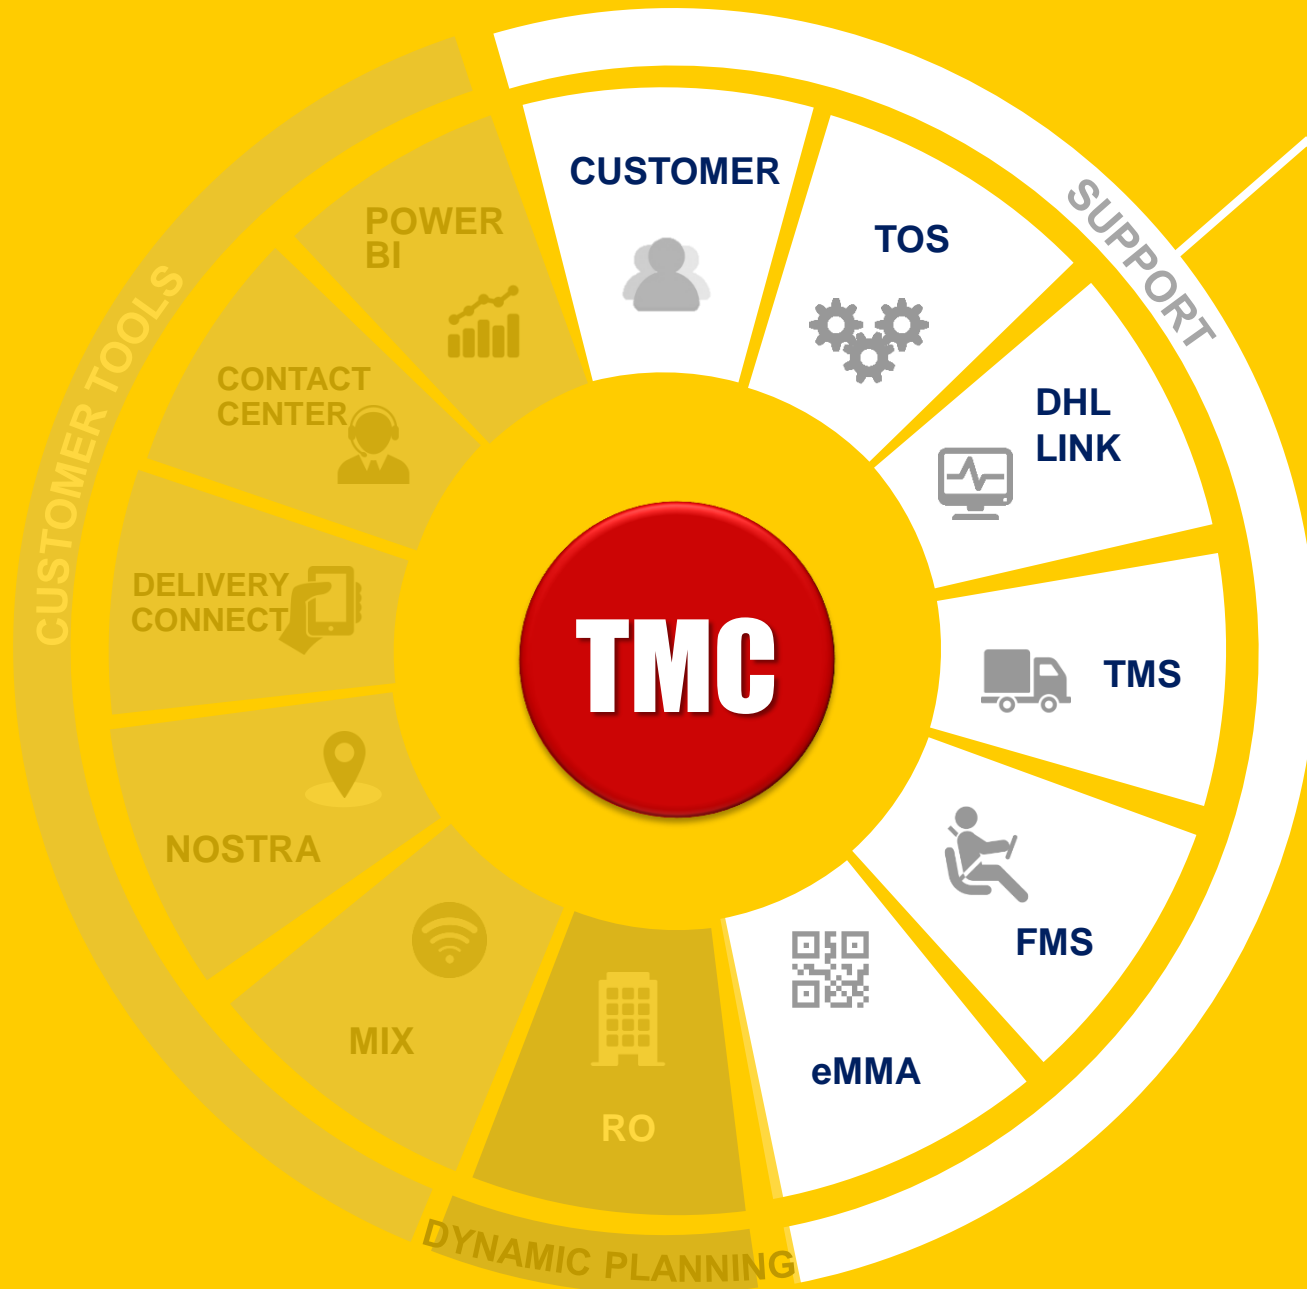 CUSTOMER
TOS
SUPPORT
DHL
LINK
TMS
FMS
eMMA
RO
DYNAMIC PLANNING
MIX
NOSTRA
DELIVERY
CONNECT
CONTACT
CENTER
POWER
BI
CUSTOMER TOOLS
TMC